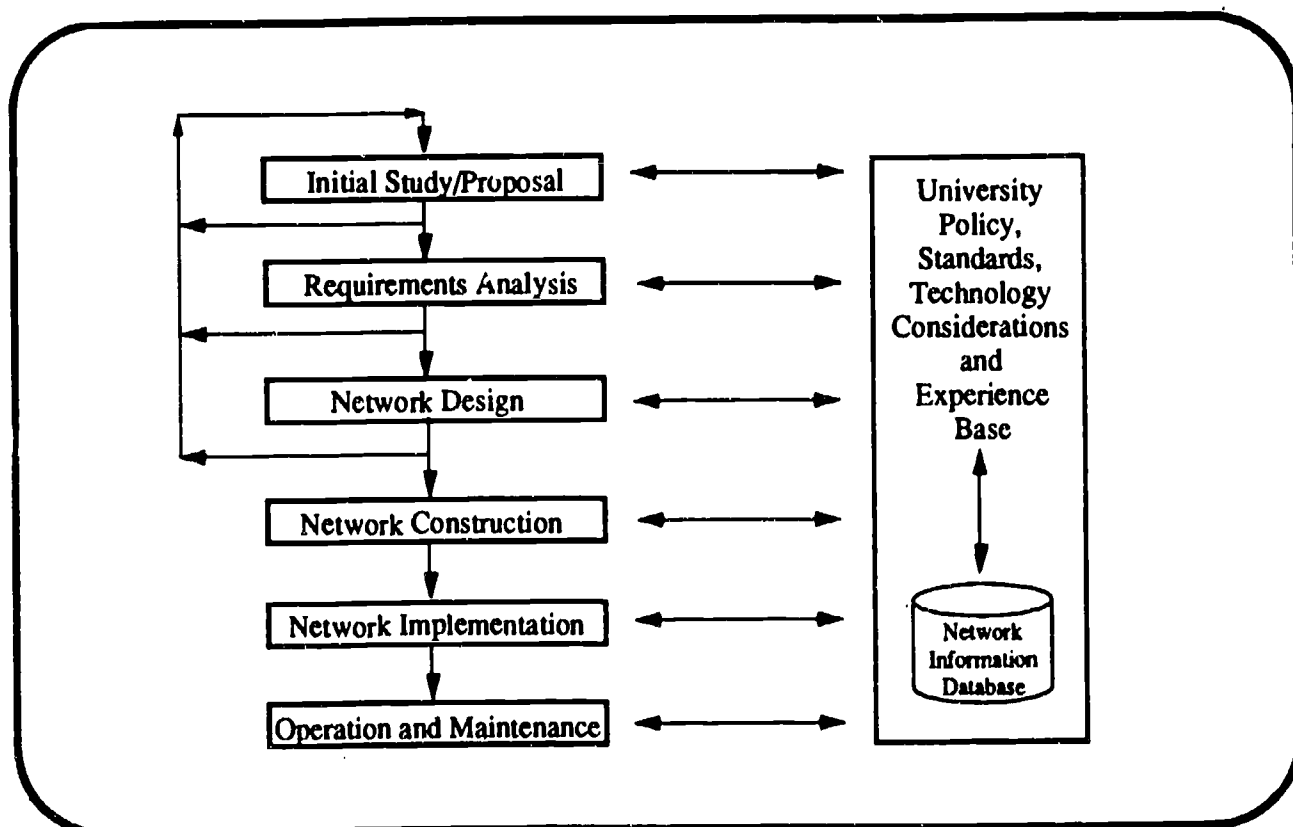 Initial Study/Proposal
Requirements Analysis
Network Design
Network Construction
Network Implementation
Operation and Maintenance
University
Policy,
Standards,
Technology
Considerations
and
Experience
Base
Network
Information
Database